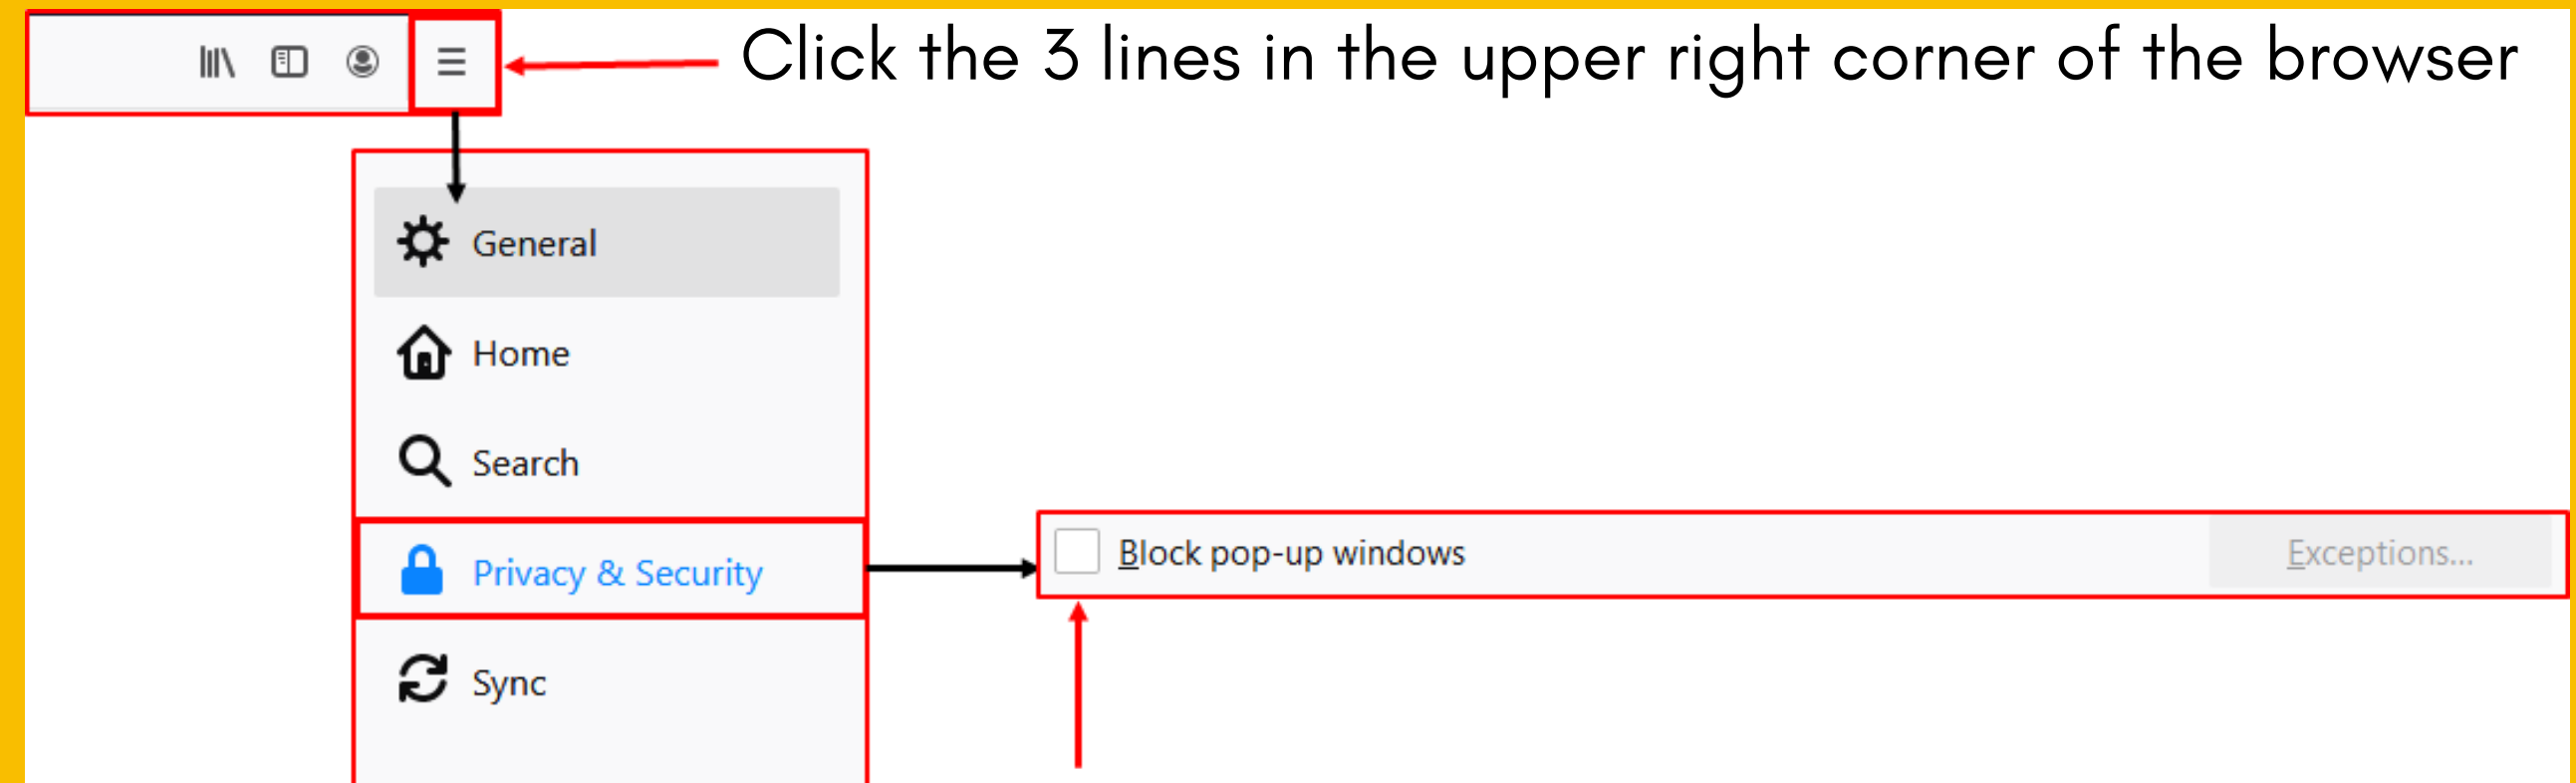 Click the 3 lines in the upper right corner of the browser
General
Home
Search
Privacy & Security
Block pop-up windows
Exceptions...
Sync